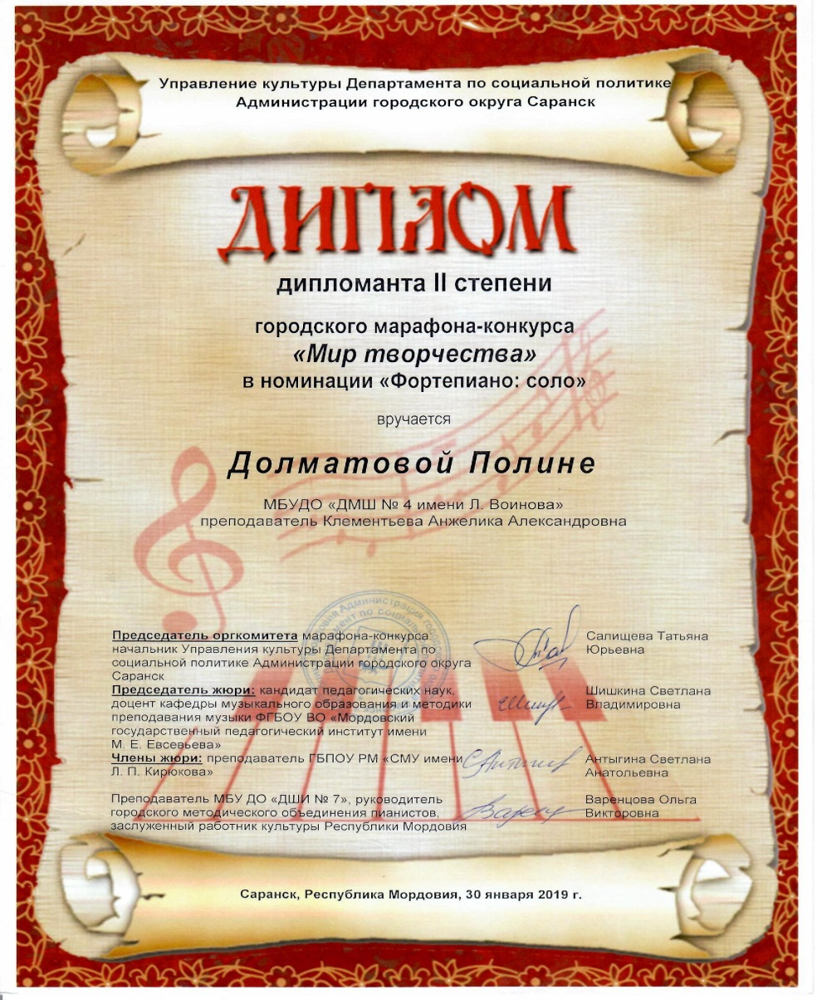 Управление культуры Департамента по социальной политике
Администрации городского округа Саранск
ДИПЛОМ
дипломанта II степени
городского марафона-конкурса
«Мир творчества»
в номинации «Фортепиано: соло»
вручается
Долматовой Полине
МБУДО «ДМШ № 4 имени Л. Воинова»
преподаватель Клементьева Анжелика Александровна
Председатель оргкомитета марафона-конкурса:
начальник Управления культуры Департамента по
социальной политике Администрации городского округа
Саранск
Салищева Татьяна
Юрьевна
Председатель жюри: кандидат педагогических наук,
доцент кафедры музыкального образования и методики
преподавания музыки ФГБОУ ВО «Мордовский
государственный педагогический институт имени
М. Е. Евсевьева»
Шишкина Светлана
Владимировна
Члены жюри: преподаватель ГБПОУ РМ «СМУ имени
Л. П. Кирюкова»
Антыгина Светлана
Анатольевна
Преподаватель МБУ ДО «ДШИ № 7», руководитель
городского методического объединения пианистов,
заслуженный работник культуры Республики Мордовия
Варенцова Ольга
Викторовна
Саранск, Республика Мордовия, 30 января 2019 г.